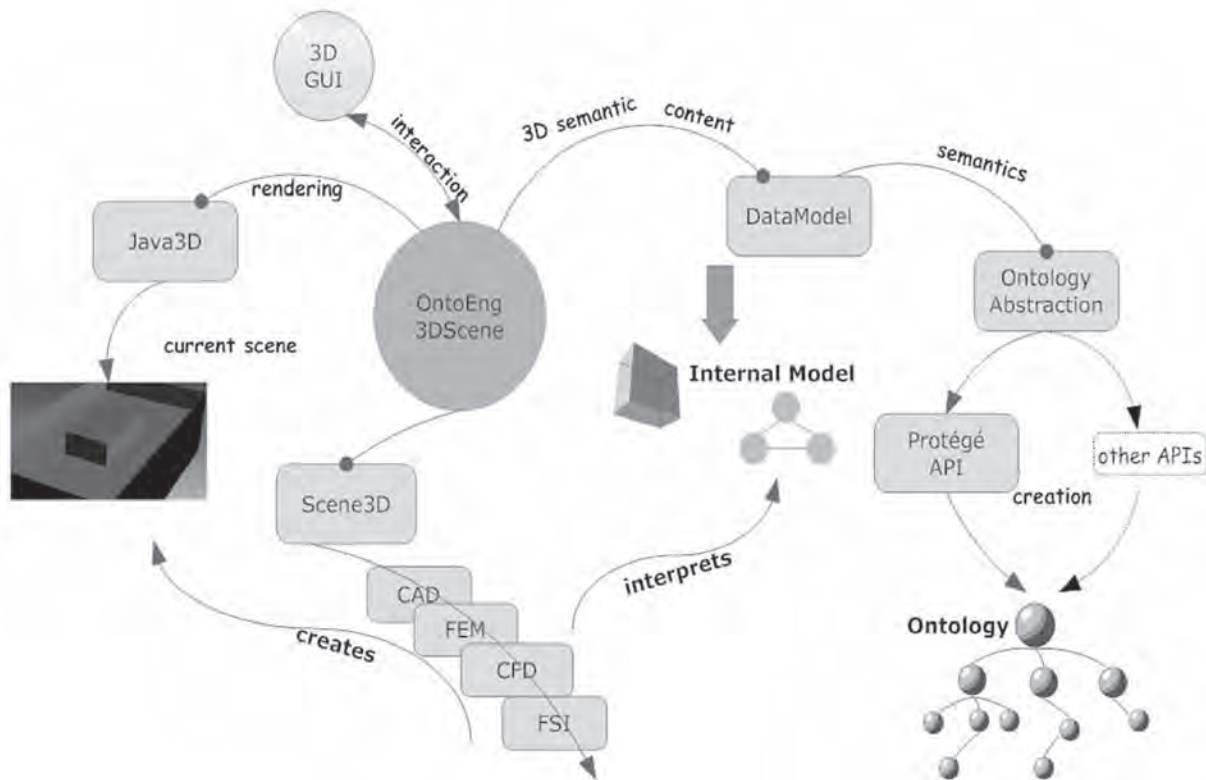 3D
GUI
interaction
3D semantic content
semantics
rendering
Java3D
DataModel
OntoEng
3DScene
Ontology
Abstraction
current scene
Internal Model
Protégé
API
other APIs
Scene3D
creation
interprets
CAD
FEM
CFD
FSI
creates
Ontology